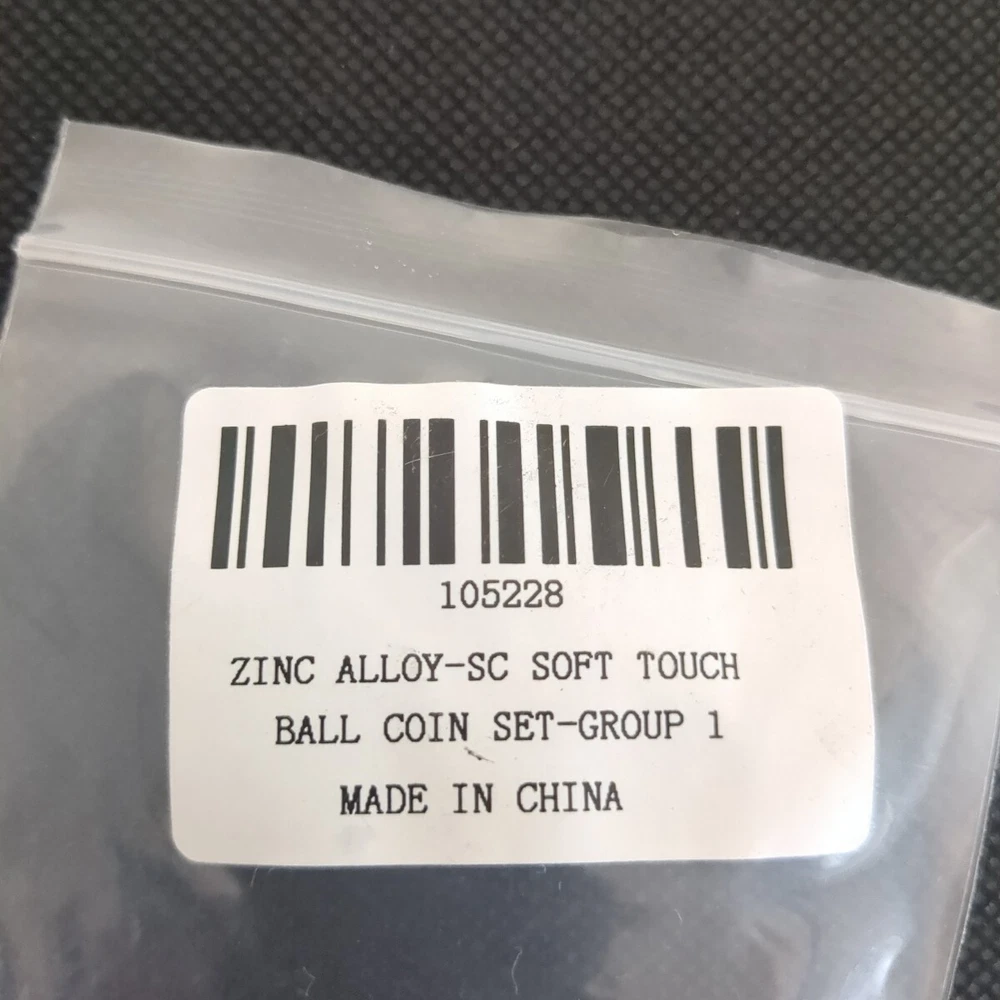 105228
ZINC ALLOY-SC SOFT TOUCH
BALL COIN SET-GROUP 1
MADE IN CHINA